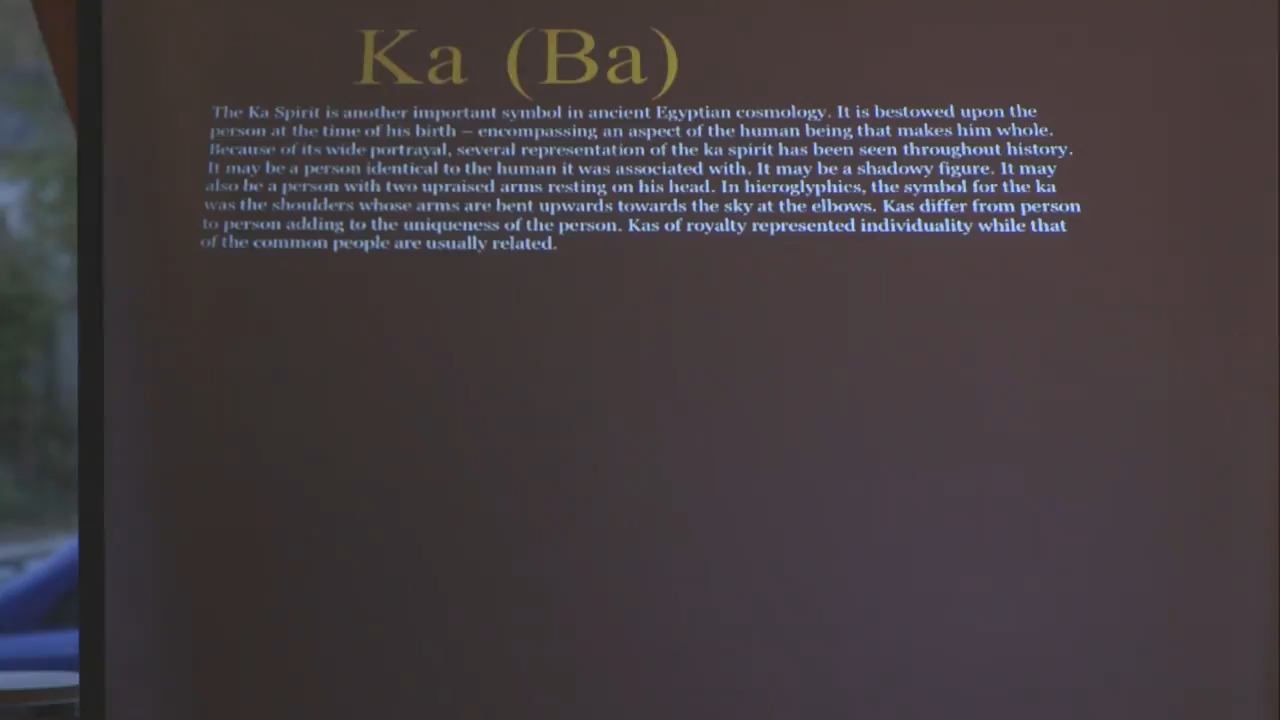 Ka (Ba)
The Ka Spirit is another important symbol in ancient Egyptian cosmology. It is bestowed upon the
person at the time of his birth – encompassing an aspect of the human being that makes him whole.
Because of its wide portrayal, several representation of the ka spirit has been seen throughout history.
It may be a person identical to the human it was associated with. It may be a shadowy figure. It may
also be a person with two upraised arms resting on his head. In hieroglyphics, the symbol for the ka
was the shoulders whose arms are bent upwards towards the sky at the elbows. Kas differ from person
to person adding to the uniqueness of the person. Kas of royalty represented individuality while that
of the common people are usually related.